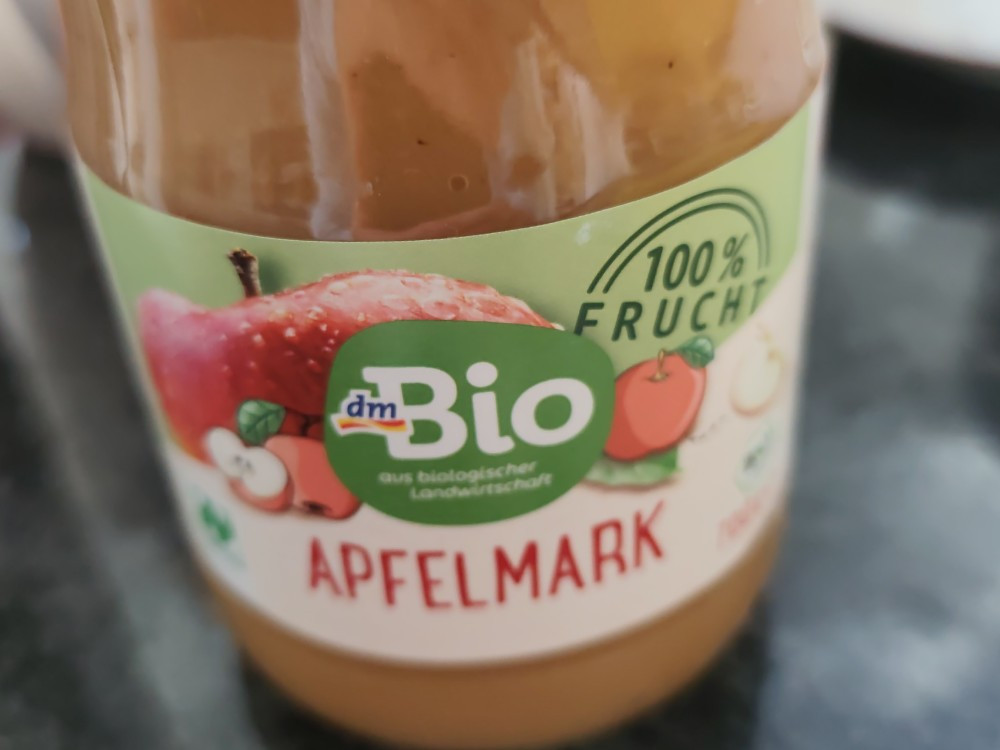 100%
FRUCHT
dm
Bio
aus biologischer
Landwirtschaft
APFELMARK